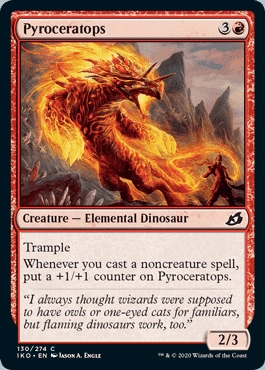 Pyroceratops 3
Creature — Elemental Dinosaur
Trample
Whenever you cast a noncreature spell,
put a +1/+1 counter on Pyroceratops.
“I always thought wizards were supposed
to have owls or one-eyed cats for familiars,
but flaming dinosaurs work, too.”
2/3
130/274 C
IKO • EN JASON A. ENGLE ™ & © 2020 Wizards of the Coast